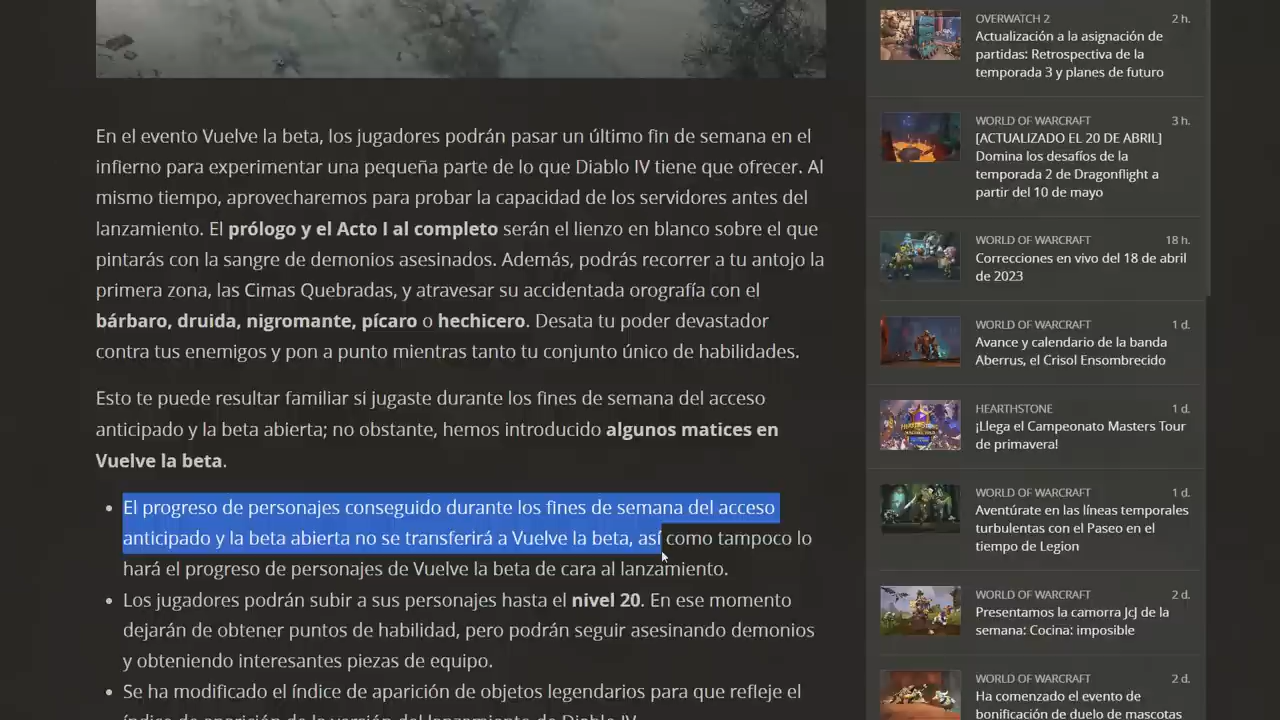 En el evento Vuelve la beta, los jugadores podrán pasar un último fin de semana en el
infierno para experimentar una pequeña parte de lo que Diablo IV tiene que ofrecer. Al
mismo tiempo, aprovecharemos para probar la capacidad de los servidores antes del
lanzamiento. El prólogo y el Acto I al completo serán el lienzo en blanco sobre el que
pintarás con la sangre de demonios asesinados. Además, podrás recorrer a tu antojo la
primera zona, las Cimas Quebradas, y atravesar su accidentada orografía con el
bárbaro, druida, nigromante, pícaro o hechicero. Desata tu poder devastador
contra tus enemigos y pon a punto mientras tanto tu conjunto único de habilidades.
Esto te puede resultar familiar si jugaste durante los fines de semana del acceso
anticipado y la beta abierta; no obstante, hemos introducido algunos matices en
Vuelve la beta.
• El progreso de personajes conseguido durante los fines de semana del acceso
anticipado y la beta abierta no se transferirá a Vuelve la beta, así como tampoco lo
hará el progreso de personajes de Vuelve la beta de cara al lanzamiento.
• Los jugadores podrán subir a sus personajes hasta el nivel 20. En ese momento
dejarán de obtener puntos de habilidad, pero podrán seguir asesinando demonios
y obteniendo interesantes piezas de equipo.
• Se ha modificado el índice de aparición de objetos legendarios para que refleje el
índice de aparición de la versión del lanzamiento de Diablo IV.
OVERWATCH 2 2 h.
Actualización a la asignación de
partidas: Retrospectiva de la
temporada 3 y planes de futuro
WORLD OF WARCRAFT 3 h.
[ACTUALIZADO EL 20 DE ABRIL]
Domina los desafíos de la
temporada 2 de Dragonflight a
partir del 10 de mayo
WORLD OF WARCRAFT 18 h.
Correcciones en vivo del 18 de abril
de 2023
WORLD OF WARCRAFT 1 d.
Avance y calendario de la banda
Aberrus, el Crisol Ensombrecido
HEARTHSTONE 1 d.
¡Llega el Campeonato Masters Tour
de primavera!
WORLD OF WARCRAFT 1 d.
Aventúrate en las líneas temporales
turbulentas con el Paseo en el
tiempo de Legion
WORLD OF WARCRAFT 2 d.
Presentamos la camorra JcJ de la
semana: Cocina: imposible
WORLD OF WARCRAFT 2 d.
Ha comenzado el evento de
bonificación de duelo de mascotas